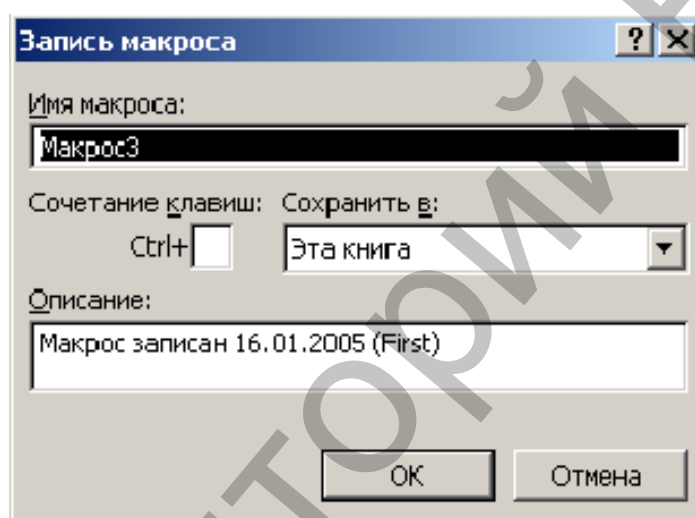 Запись макроса
Имя макроса:
Макрос3
Сочетание клавиш: Сохранить в:
Ctrl+ Эта книга
Описание:
Макрос записан 16.01.2005 (First)
OK Отмена